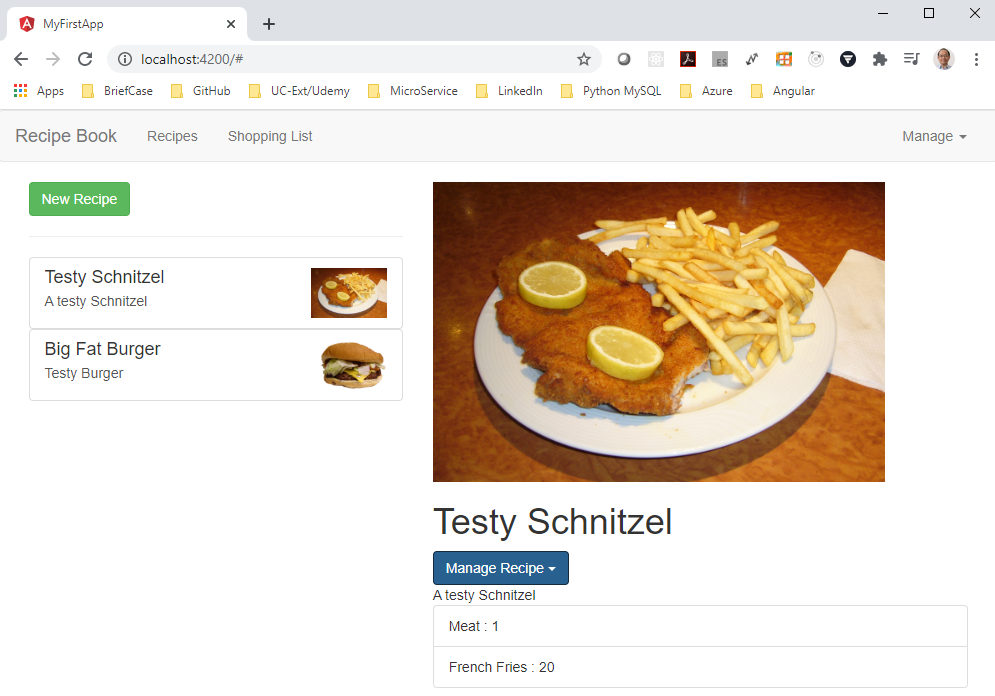 MyFirstApp
localhost:4200/#
ES
Apps BriefCase GitHub UC-Ext/Udemy MicroService LinkedIn Python MySQL Azure Angular
Recipe Book Recipes Shopping List Manage
New Recipe
Testy Schnitzel
A testy Schnitzel
Big Fat Burger
Testy Burger
Testy Schnitzel
Manage Recipe
A testy Schnitzel
Meat : 1
French Fries : 20